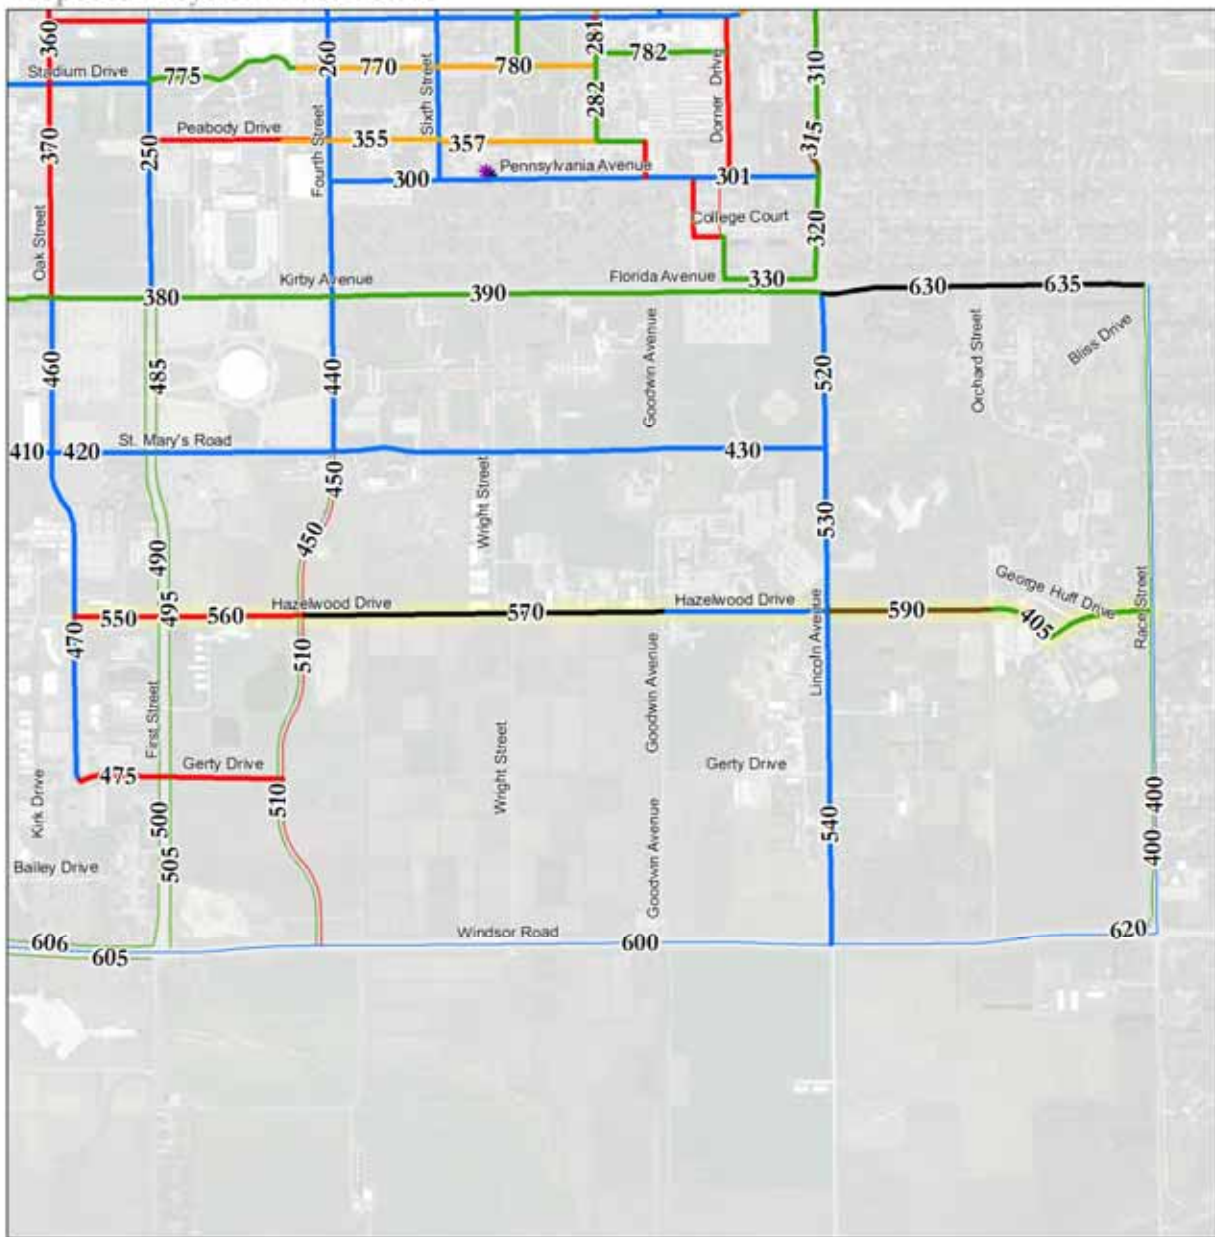 360
260
281
310
Stadium Drive
775
770
Sixth Street
780
782
Dorner Drive
282
370
250
Peabody Drive
Fourth Street
355
357
315
300
Pennsylvania Avenue
301
Oak Street
College Court
320
Kirby Avenue
Florida Avenue
330
380
390
630
635
Bliss Drive
460
485
440
Goodwin Avenue
520
Orchard Street
410
420
St. Mary's Road
430
450
Wright Street
530
490
450
George Huff Drive
Race Street
495
550
560
Hazelwood Drive
570
Hazelwood Drive
590
405
470
510
Goodwin Avenue
Lincoln Avenue
First Street
Wright Street
475
Gerty Drive
Gerty Drive
Kirk Drive
500
510
540
400
400
505
Bailey Drive
Goodwin Avenue
606
605
Windsor Road
600
620